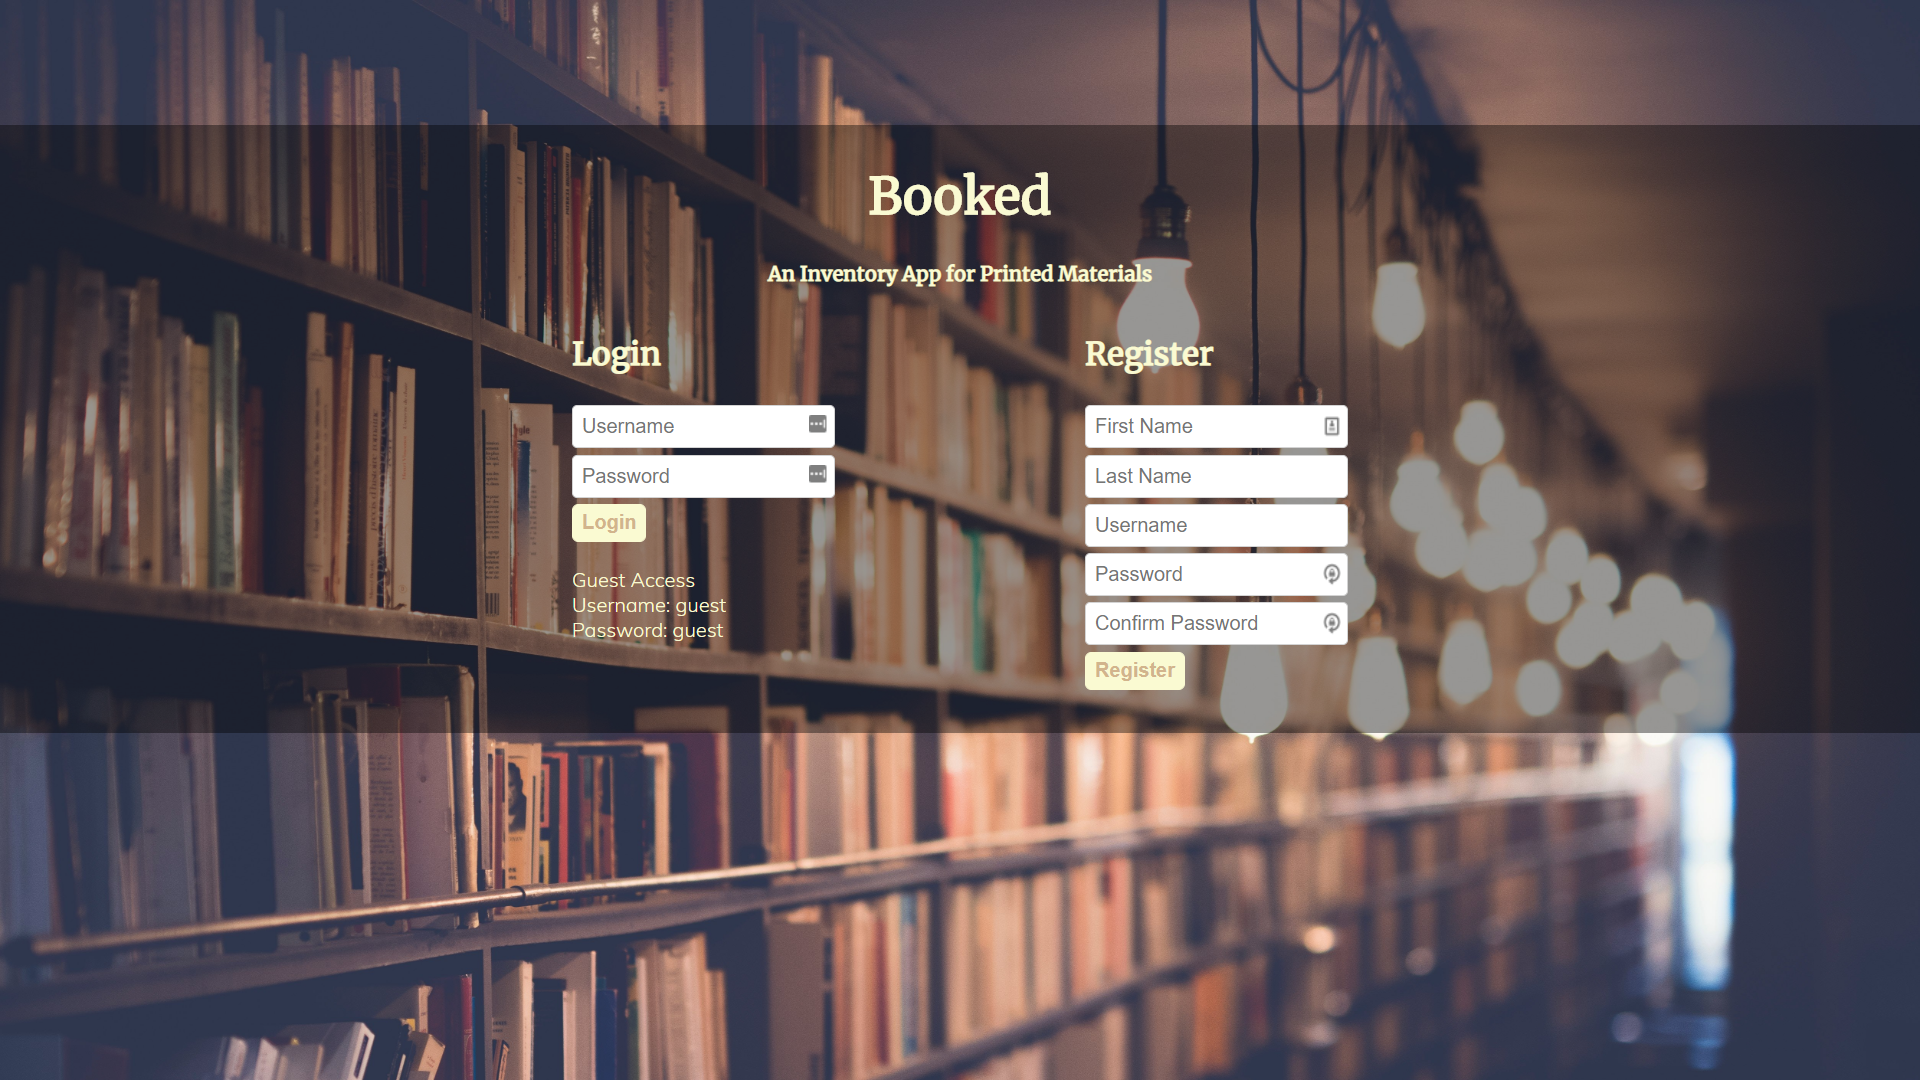 Booked
An Inventory App for Printed Materials
Login
Username
Password
Login
Guest Access
Username: guest
Password: guest
Register
First Name
Last Name
Username
Password
Confirm Password
Register